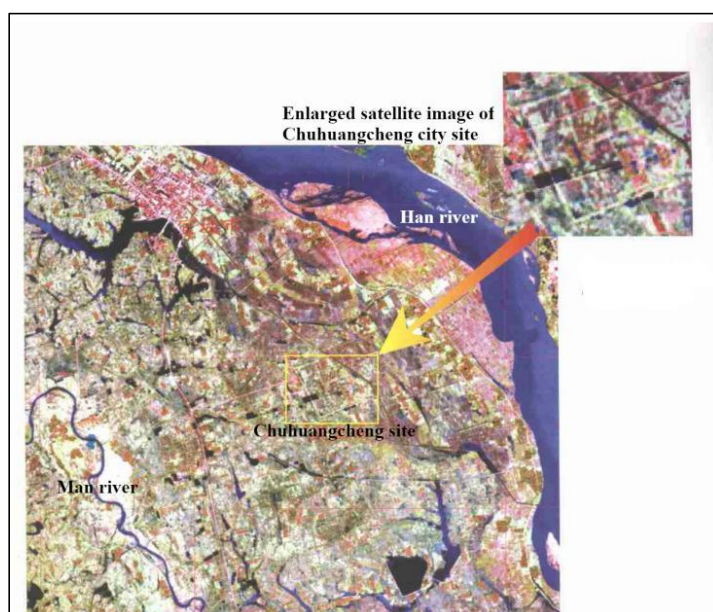 Enlarged satellite image of
Chuhuangcheng city site
Han river
Chuhuangcheng site
Man river